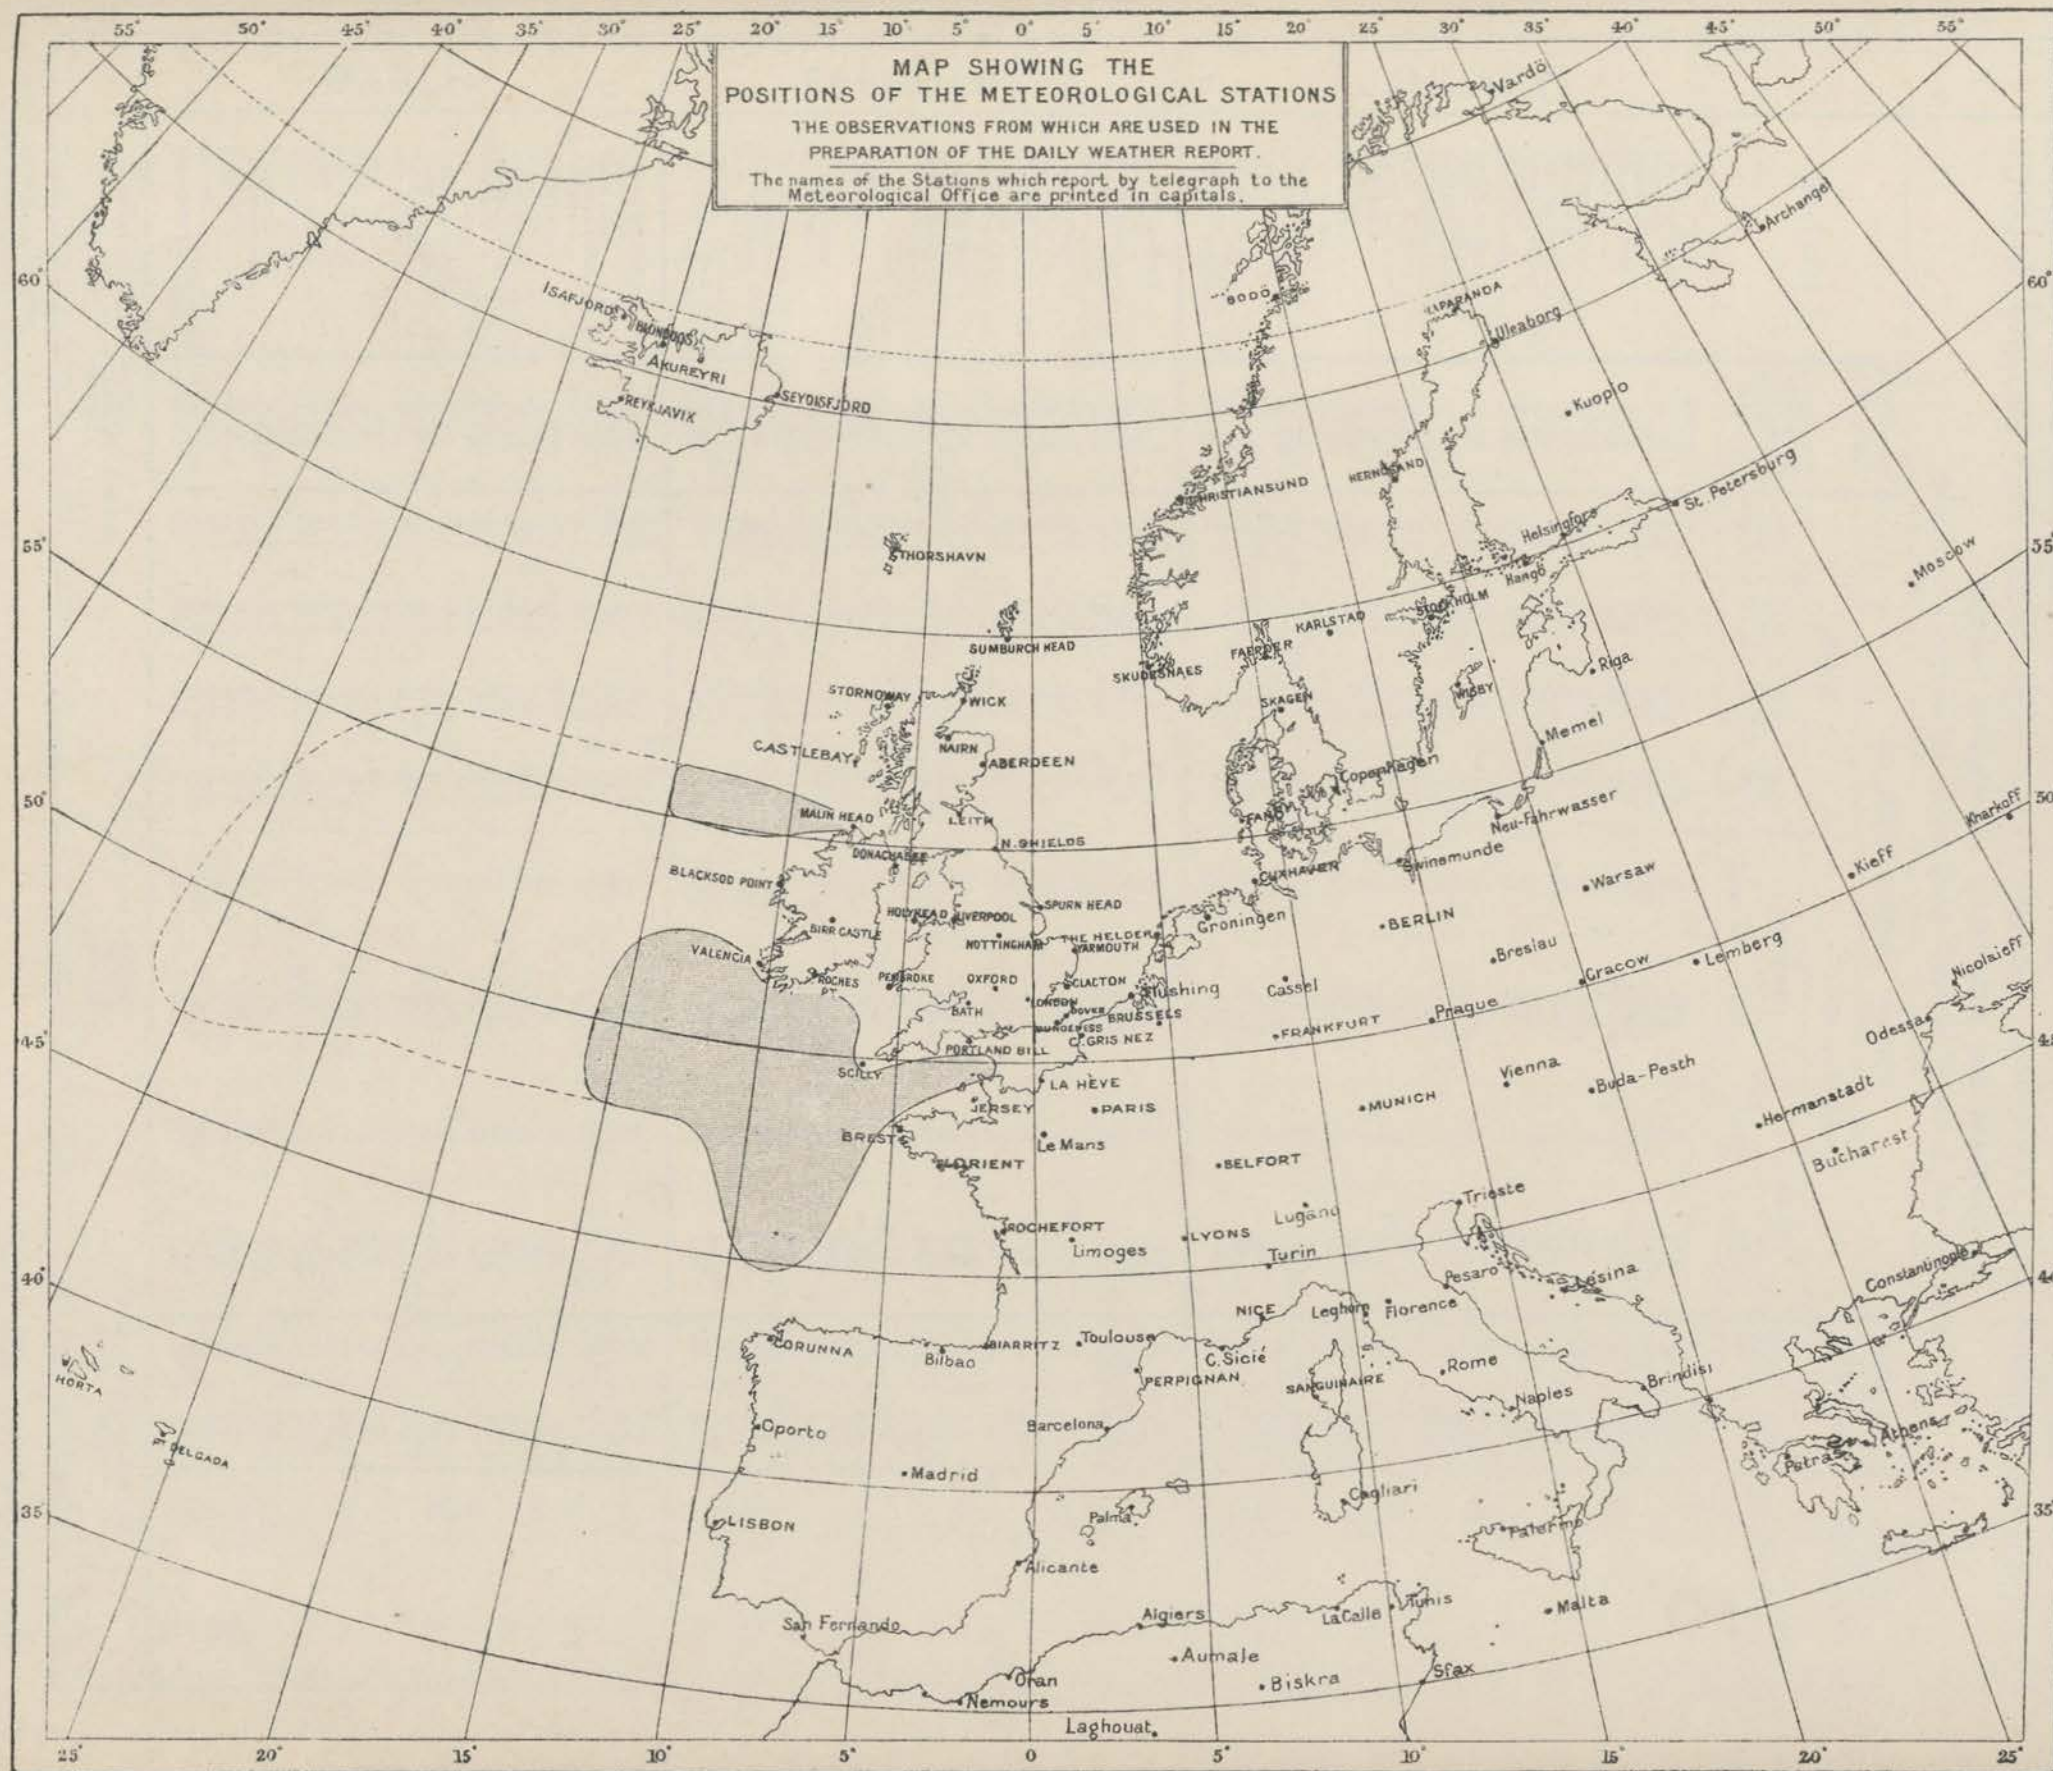 55° 50° 45° 40° 35° 30° 25° 20° 15° 10° 5° 0° 5° 10° 15° 20° 25° 30° 35° 40° 45° 50° 55°
MAP SHOWING THE
POSITIONS OF THE METEOROLOGICAL STATIONS
THE OBSERVATIONS FROM WHICH ARE USED IN THE
PREPARATION OF THE DAILY WEATHER REPORT.
The names of the Stations which report by telegraph to the
Meteorological Office are printed in capitals.
Vardö
Archangel
60°
60°
ISAFJORD
BLONDUOS
AKUREYRI
REYKJAVIX
SEYDISFJORD
BODÖ
HAPARANDA
Uleaborg
Kuopio
CHRISTIANSUND
HERNOSAND
St. Petersburg
Helsingfors
Hangö
Moscow
55°
55°
THORSHAVN
SUMBURGH HEAD
STOCKHOLM
KARLSTAD
FAERDER
SKUDESNAES
Riga
WISBY
SKAGEN
STORNOWAY
WICK
NAIRN
CASTLEBAY
ABERDEEN
Memel
Copenhagen
MALIN HEAD
LEITH
N. SHIELDS
FANÖ
Neu-Fahrwasser
50°
50°
Kharkoff
DONAGHADEE
BLACKSOD POINT
CUXHAVEN
Swinemunde
Warsaw
Kieff
HOLYHEAD
LIVERPOOL
SPURN HEAD
BIRR CASTLE
NOTTINGHAM
THE HELDER
YARMOUTH
Groningen
BERLIN
Breslau
Cracow
Lemberg
Nicolaieff
VALENCIA
ROCHES PT.
PEMBROKE
OXFORD
CLACTON
Flushing
Cassel
LONDON
BATH
DOVER
BRUSSELS
DUNGENESS
C. GRIS NEZ
FRANKFURT
Prague
Odessa
45°
45°
PORTLAND BILL
SCILLY
LA HÈVE
JERSEY
PARIS
MUNICH
Vienna
Buda-Pesth
Hermanstadt
Bucharest
BREST
Le Mans
LORIENT
BELFORT
ROCHEFORT
Limoges
LYONS
Lugano
Turin
Trieste
Pesaro
Lesina
Constantinople
40°
40°
NICE
Leghorn
Florence
CORUNNA
Bilbao
BIARRITZ
Toulouse
C. Sicié
PERPIGNAN
SANGUINAIRE
Rome
Naples
Brindisi
HORTA
DELGADA
Oporto
Barcelona
Madrid
Athens
Patras
Cagliari
Palma
Palermo
35°
35°
LISBON
Alicante
San Fernando
Algiers
La Calle
Tunis
Malta
Aumale
Biskra
Sfax
Oran
Nemours
Laghouat
25° 20° 15° 10° 5° 0 5° 10° 15° 20° 25°